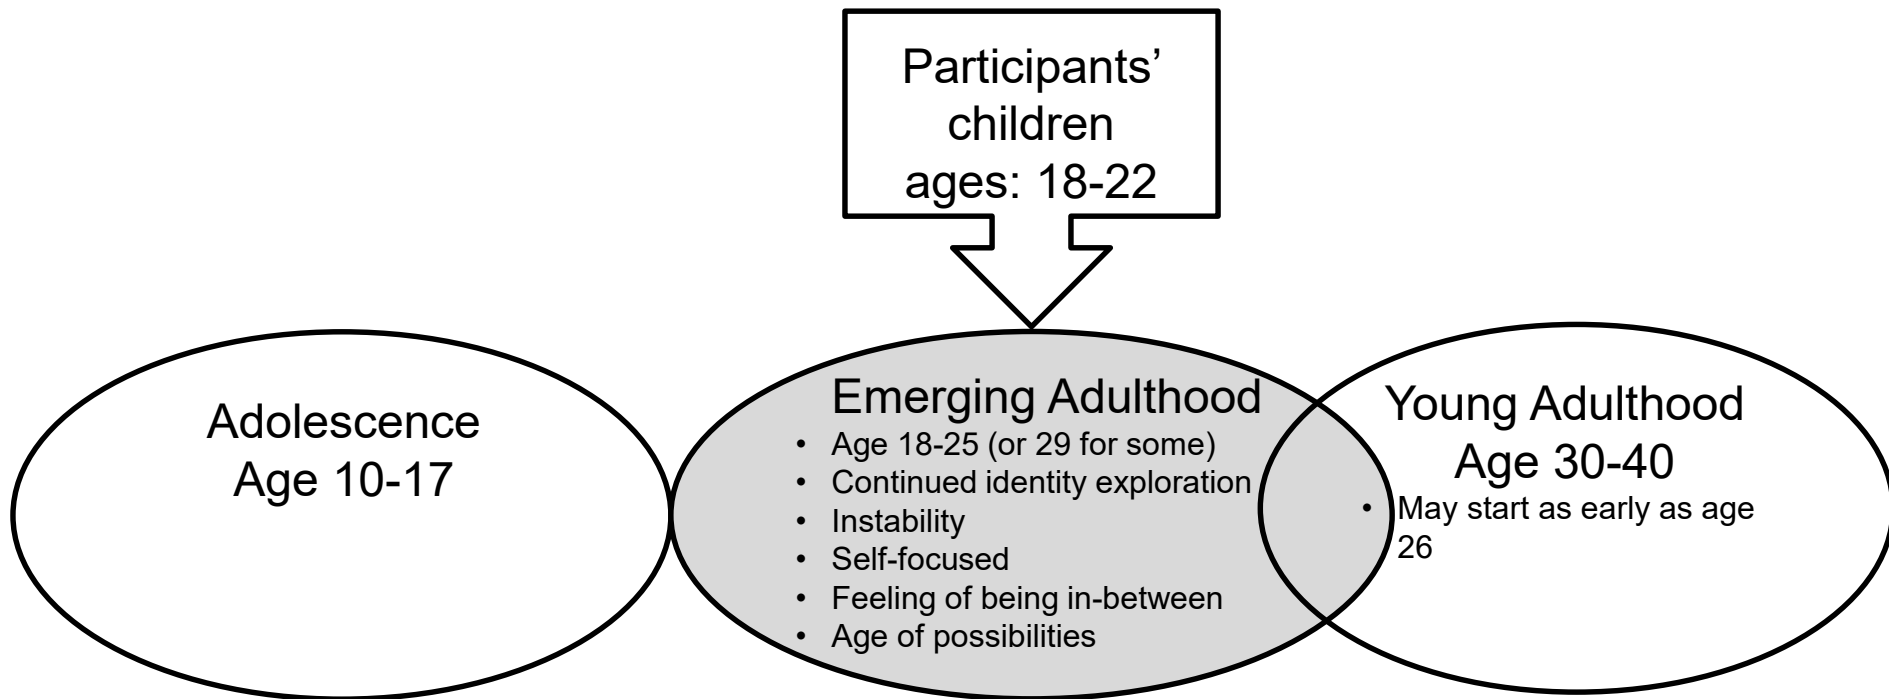 Participants’
children
ages: 18-22
Adolescence
Age 10-17
Emerging Adulthood
• Age 18-25 (or 29 for some)
• Continued identity exploration
• Instability
• Self-focused
• Feeling of being in-between
• Age of possibilities
Young Adulthood
Age 30-40
• May start as early as age
26